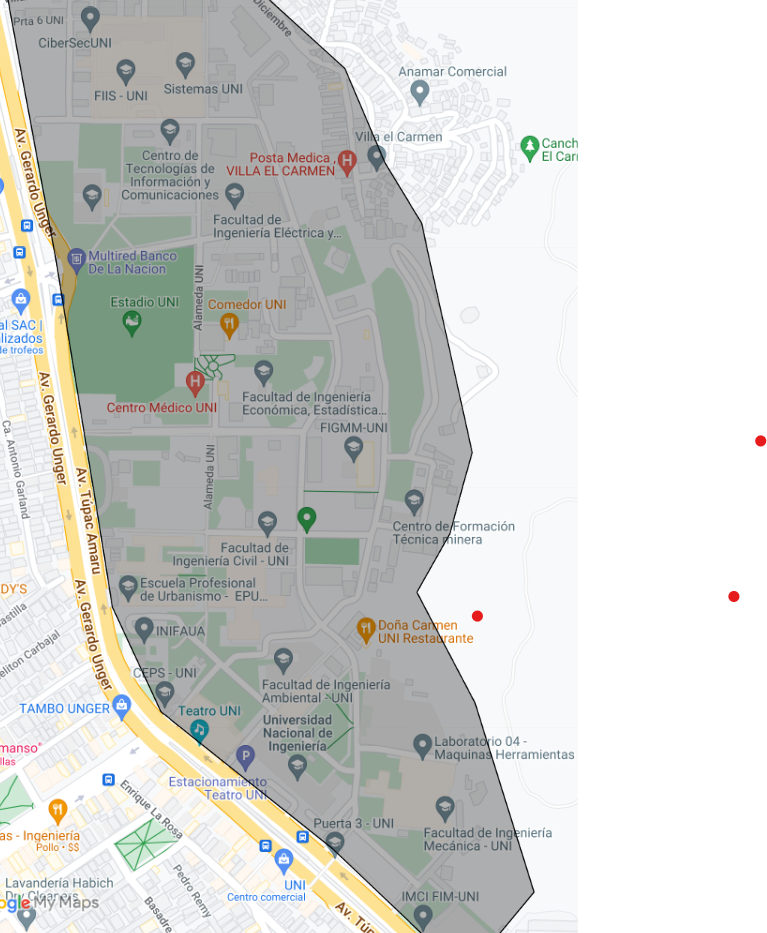 Diciembre
Prta 6 UNI
CiberSecUNI
FIIS - UNI
Sistemas UNI
Anamar Comercial
Villa el Carmen
Canch
El Carr
Centro de
Tecnologías de
Información y
Comunicaciones
Posta Medica ,
VILLA EL CARMEN
Av. Gerardo Unger
Facultad de
Ingeniería Eléctrica y...
Multired Banco
De La Nacion
Alameda UNI
Estadio UNI
Comedor UNI
al SAC |
lizados
de trofeos
Centro Médico UNI
Facultad de Ingeniería
Económica, Estadística...
Av. Gerardo Unger
FIGMM-UNI
Ca. Antonio Garland
Alameda UNI
Av. Túpac Amaru
Centro de Formación
Técnica minera
Facultad de
Ingeniería Civil - UNI
DY'S
Escuela Profesional
de Urbanismo - EPU...
Av. Gerardo Unger
Castilla
INIFAUA
Doña Carmen
UNI Restaurante
eliton Carbajal
CEPS - UNI
Facultad de Ingeniería
Ambiental - UNI
TAMBO UNGER
Teatro UNI
Universidad
Nacional de
Ingeniería
manso"
llas
Laboratorio 04 -
Maquinas Herramientas
P
Estacionamiento
Teatro UNI
Enrique La Rosa
Puerta 3 - UNI
Facultad de Ingeniería
Mecánica - UNI
as - Ingeniería
Pollo • $$
Pedro Remy
UNI
Centro comercial
Lavandería Habich
Dry Cleaners
IMCI FIM-UNI
ogle My Maps
Basadre
Av. Túp